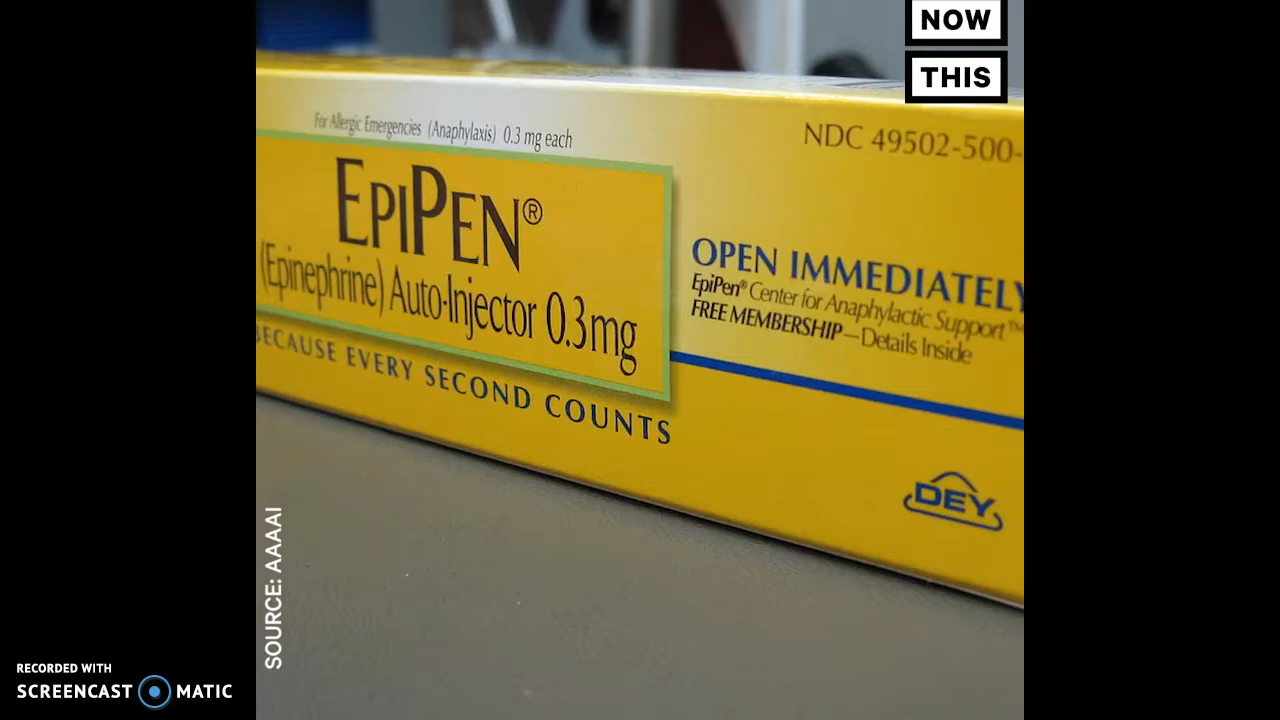 NOW
THIS
For Allergic Emergencies (Anaphylaxis) 0.3 mg each
NDC 49502-500-
EPIPEN®
(Epinephrine) Auto-Injector 0.3mg
BECAUSE EVERY SECOND COUNTS
OPEN IMMEDIATELY
EpiPen® Center for Anaphylactic Support™
FREE MEMBERSHIP—Details Inside
DEY
SOURCE: AAAAI
RECORDED WITH
SCREENCAST MATIC